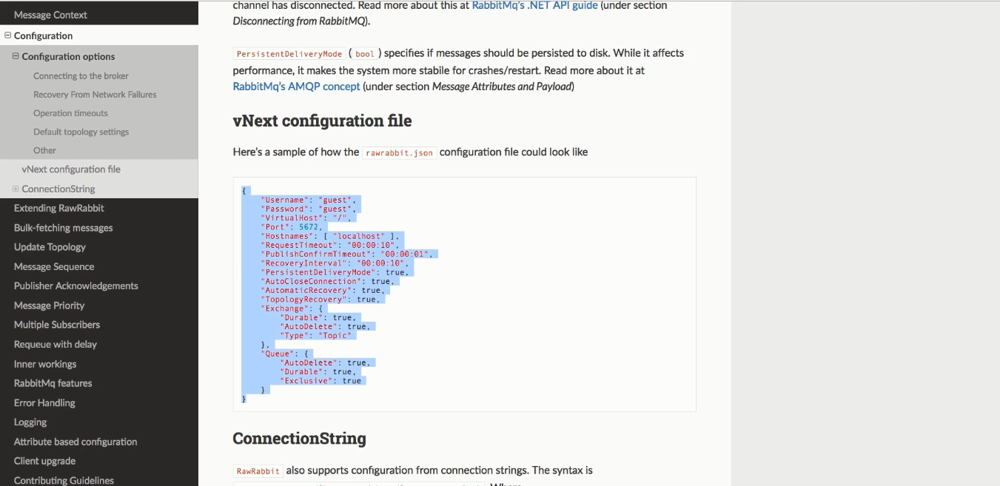 Message Context
Configuration
Configuration options
Connecting to the broker
Recovery From Network Failures
Operation timeouts
Default topology settings
Other
vNext configuration file
ConnectionString
Extending RawRabbit
Bulk-fetching messages
Update Topology
Message Sequence
Publisher Acknowledgements
Message Priority
Multiple Subscribers
Requeue with delay
Inner workings
RabbitMq features
Error Handling
Logging
Attribute based configuration
Client upgrade
Contributing Guidelines
channel has disconnected. Read more about this at RabbitMq's .NET API guide (under section
Disconnecting from RabbitMQ).
PersistentDeliveryMode ( bool ) specifies if messages should be persisted to disk. While it affects
performance, it makes the system more stabile for crashes/restart. Read more about it at
RabbitMq's AMQP concept (under section Message Attributes and Payload)
vNext configuration file
Here's a sample of how the rawrabbit.json configuration file could look like
{
"Username": "guest",
"Password": "guest",
"VirtualHost": "/",
"Port": 5672,
"Hostnames": [ "localhost" ],
"RequestTimeout": "00:00:10",
"PublishConfirmTimeout": "00:00:01",
"RecoveryInterval": "00:00:10",
"PersistentDeliveryMode": true,
"AutoCloseConnection": true,
"AutomaticRecovery": true,
"TopologyRecovery": true,
"Exchange": {
"Durable": true,
"AutoDelete": true,
"Type": "Topic"
},
"Queue": {
"AutoDelete": true,
"Durable": true,
"Exclusive": true
}
}
ConnectionString
RawRabbit also supports configuration from connection strings. The syntax is